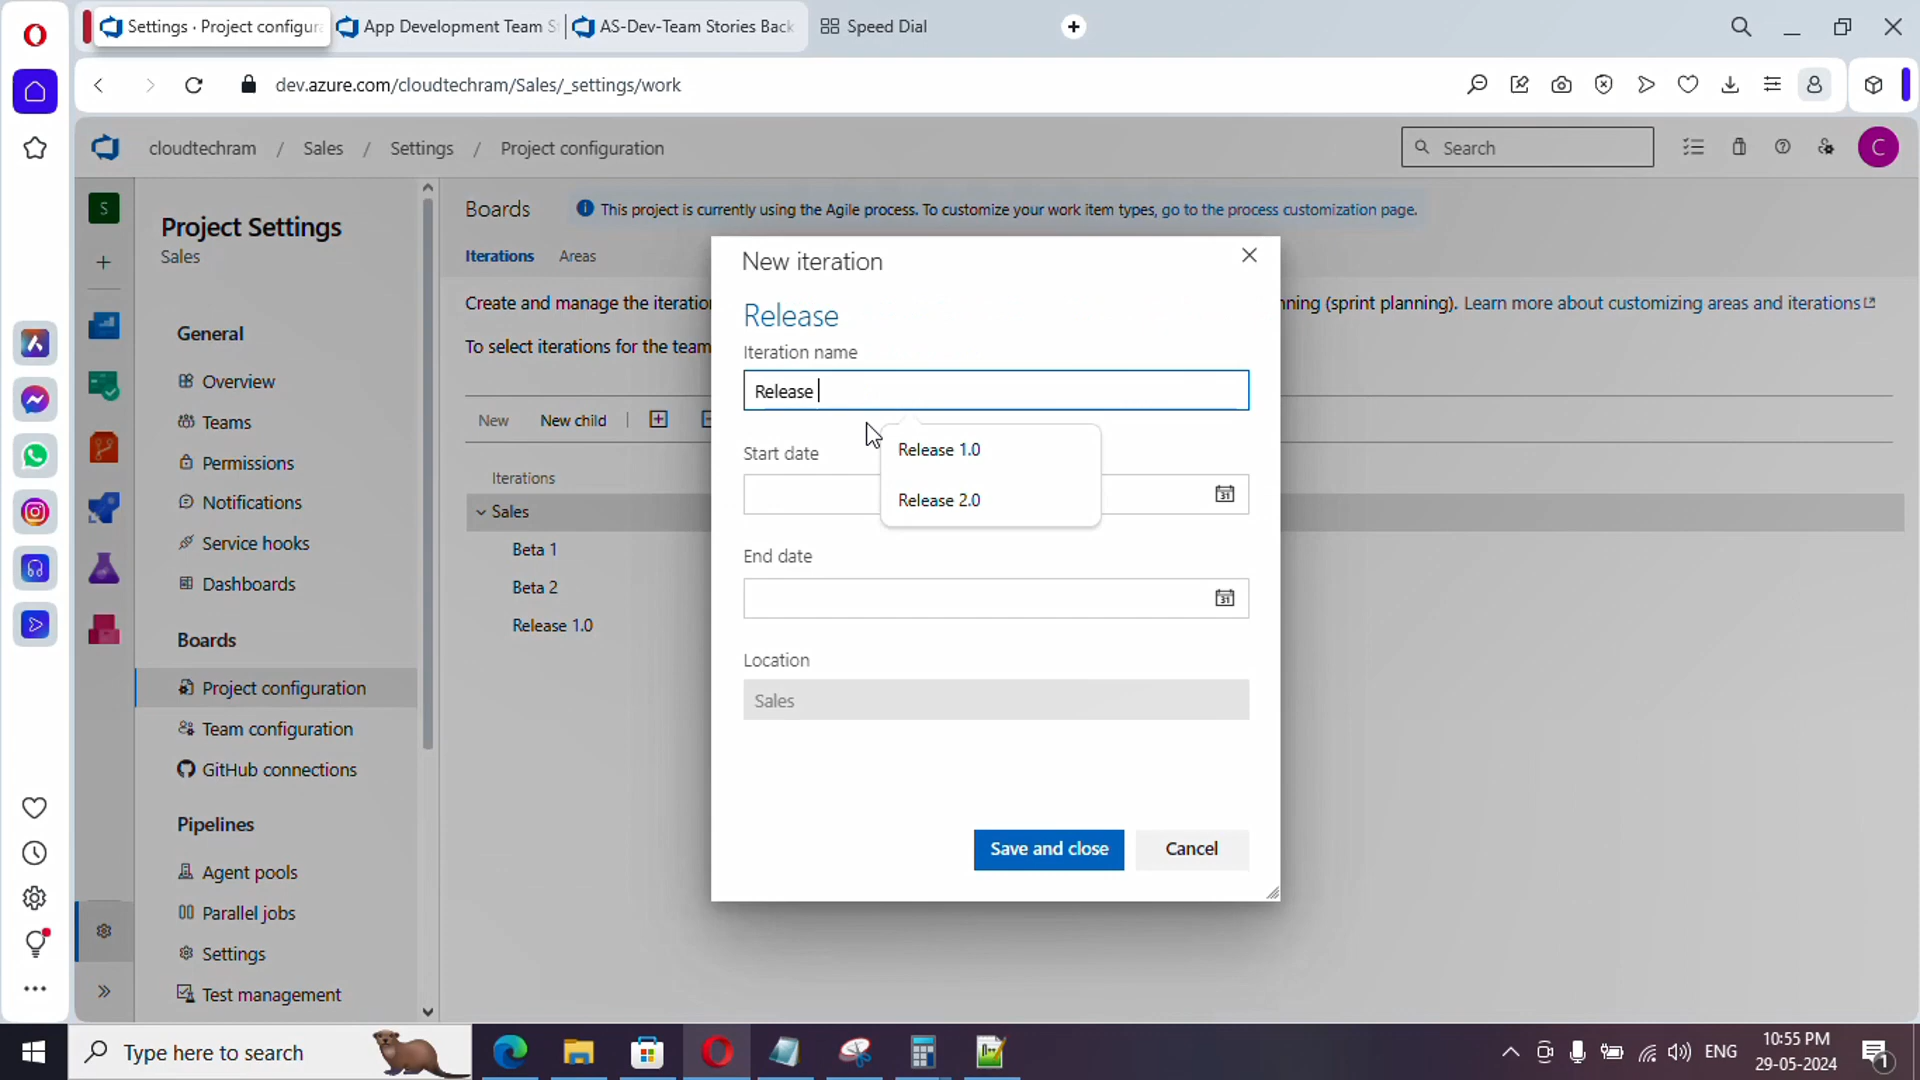 Settings · Project configura
App Development Team S
AS-Dev-Team Stories Back
Speed Dial
dev.azure.com/cloudtechram/Sales/_settings/work
cloudtechram / Sales / Settings / Project configuration
Search
C
S
Project Settings
Sales
General
Overview
Teams
Permissions
Notifications
Service hooks
Dashboards
Boards
Project configuration
Team configuration
GitHub connections
Pipelines
Agent pools
Parallel jobs
Settings
Test management
Boards
This project is currently using the Agile process. To customize your work item types, go to the process customization page.
Iterations Areas
Create and manage the iteration
nning (sprint planning). Learn more about customizing areas and iterations
To select iterations for the team
New New child
Iterations
Sales
Beta 1
Beta 2
Release 1.0
New iteration
Release
Iteration name
Release
Release 1.0
Release 2.0
Start date
31
End date
31
Location
Sales
Save and close Cancel
Type here to search
ENG
10:55 PM
29-05-2024
1